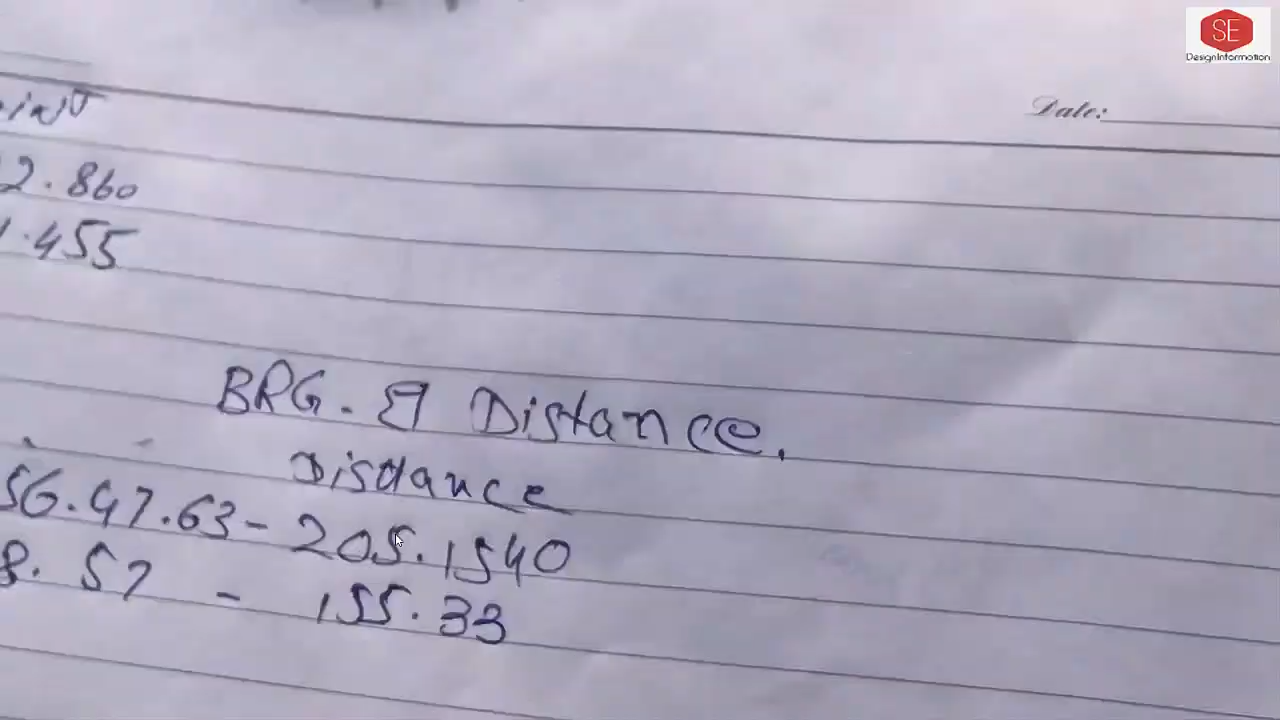 SE
DesignInformation
Date:
2.860
.455
BRG. & Distance.
Distance
56.47.63 - 205.1540
8. 57 - 155.33